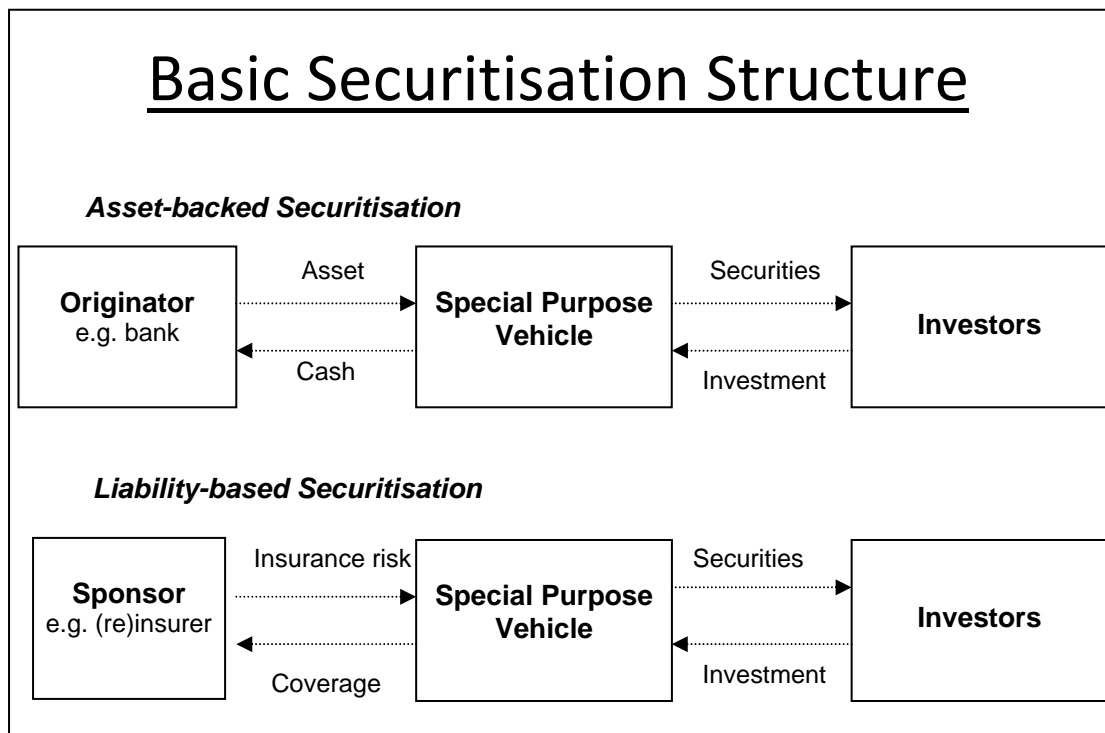 Basic Securitisation Structure
Asset-backed Securitisation
Originator
e.g. bank
Asset
Cash
Special Purpose
Vehicle
Securities
Investment
Investors
Liability-based Securitisation
Sponsor
e.g. (re)insurer
Insurance risk
Coverage
Special Purpose
Vehicle
Securities
Investment
Investors